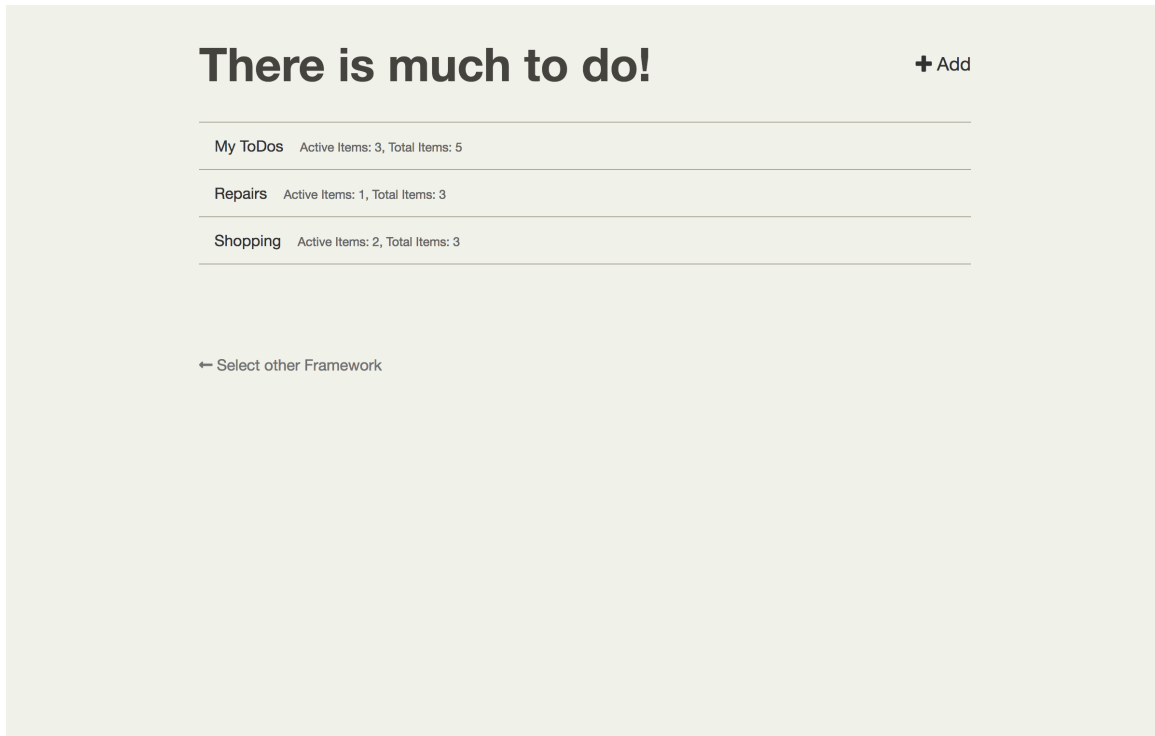 There is much to do!
Add
My ToDos Active Items: 3, Total Items: 5
Repairs Active Items: 1, Total Items: 3
Shopping Active Items: 2, Total Items: 3
Select other Framework